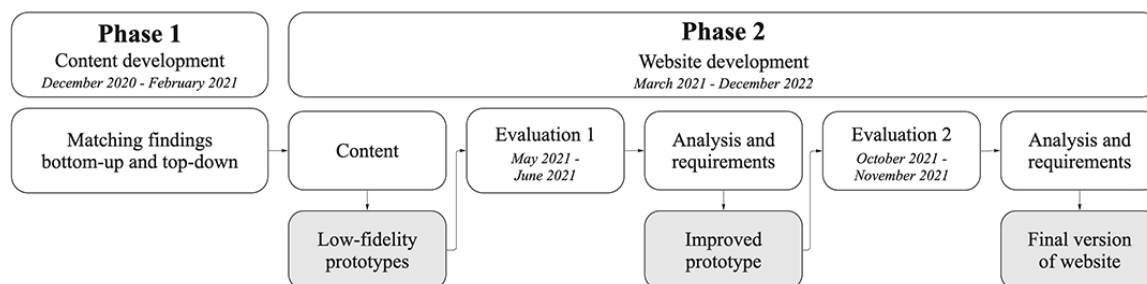 Phase 1
Content development
December 2020 - February 2021
Phase 2
Website development
March 2021 - December 2022
Matching findings
bottom-up and top-down
Content
Evaluation 1
May 2021 -
June 2021
Analysis and
requirements
Evaluation 2
October 2021 -
November 2021
Analysis and
requirements
Low-fidelity
prototypes
Improved
prototype
Final version
of website